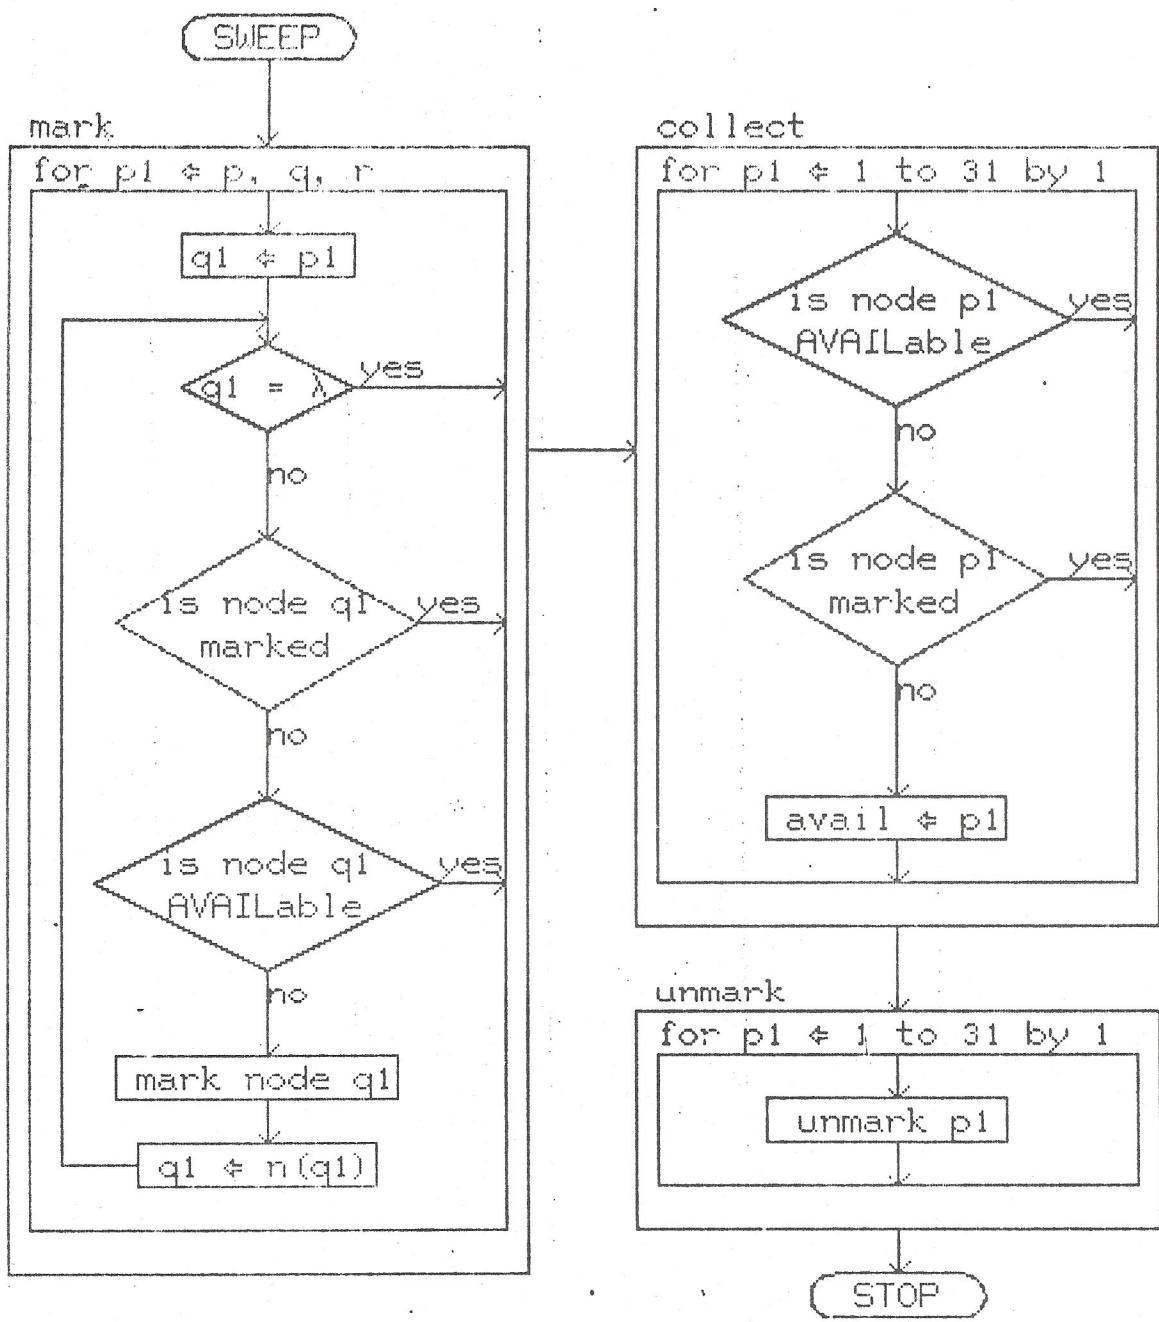 SWEEP
mark
for p1 ⇐ p, q, r
q1 ⇐ p1
q1 = λ
yes
no
is node q1
marked
yes
no
is node q1
AVAILable
yes
no
mark node q1
q1 ⇐ n(q1)
collect
for p1 ⇐ 1 to 31 by 1
is node p1
AVAILable
yes
no
is node p1
marked
yes
no
avail ⇐ p1
unmark
for p1 ⇐ 1 to 31 by 1
unmark p1
STOP